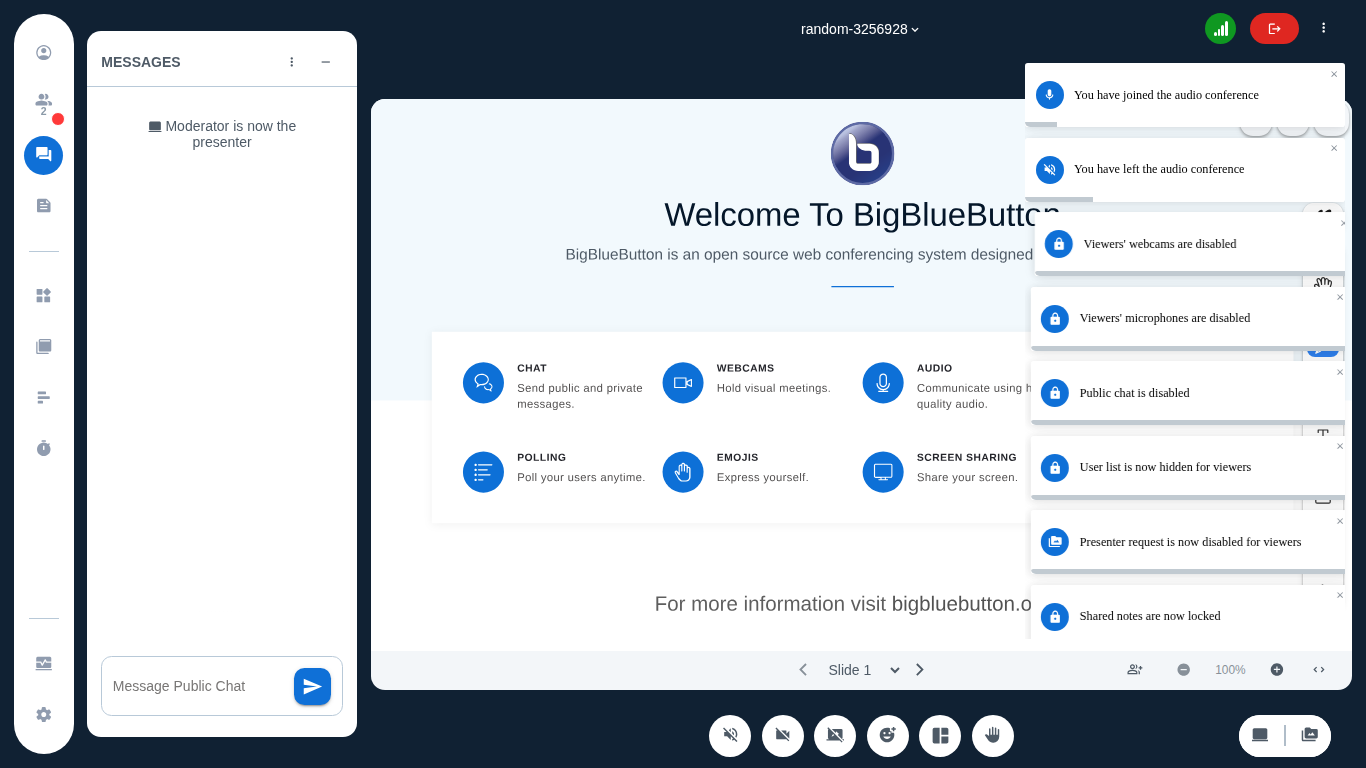 random-3256928
MESSAGES
2
Moderator is now the
presenter
Message Public Chat
Welcome To BigBlueButton
BigBlueButton is an open source web conferencing system designed
CHAT
Send public and private
messages.
WEBCAMS
Hold visual meetings.
AUDIO
Communicate using
quality audio.
POLLING
Poll your users anytime.
EMOJIS
Express yourself.
SCREEN SHARING
Share your screen.
For more information visit bigbluebutton.o
Slide 1
100%
You have joined the audio conference
You have left the audio conference
Viewers' webcams are disabled
Viewers' microphones are disabled
Public chat is disabled
User list is now hidden for viewers
Presenter request is now disabled for viewers
Shared notes are now locked